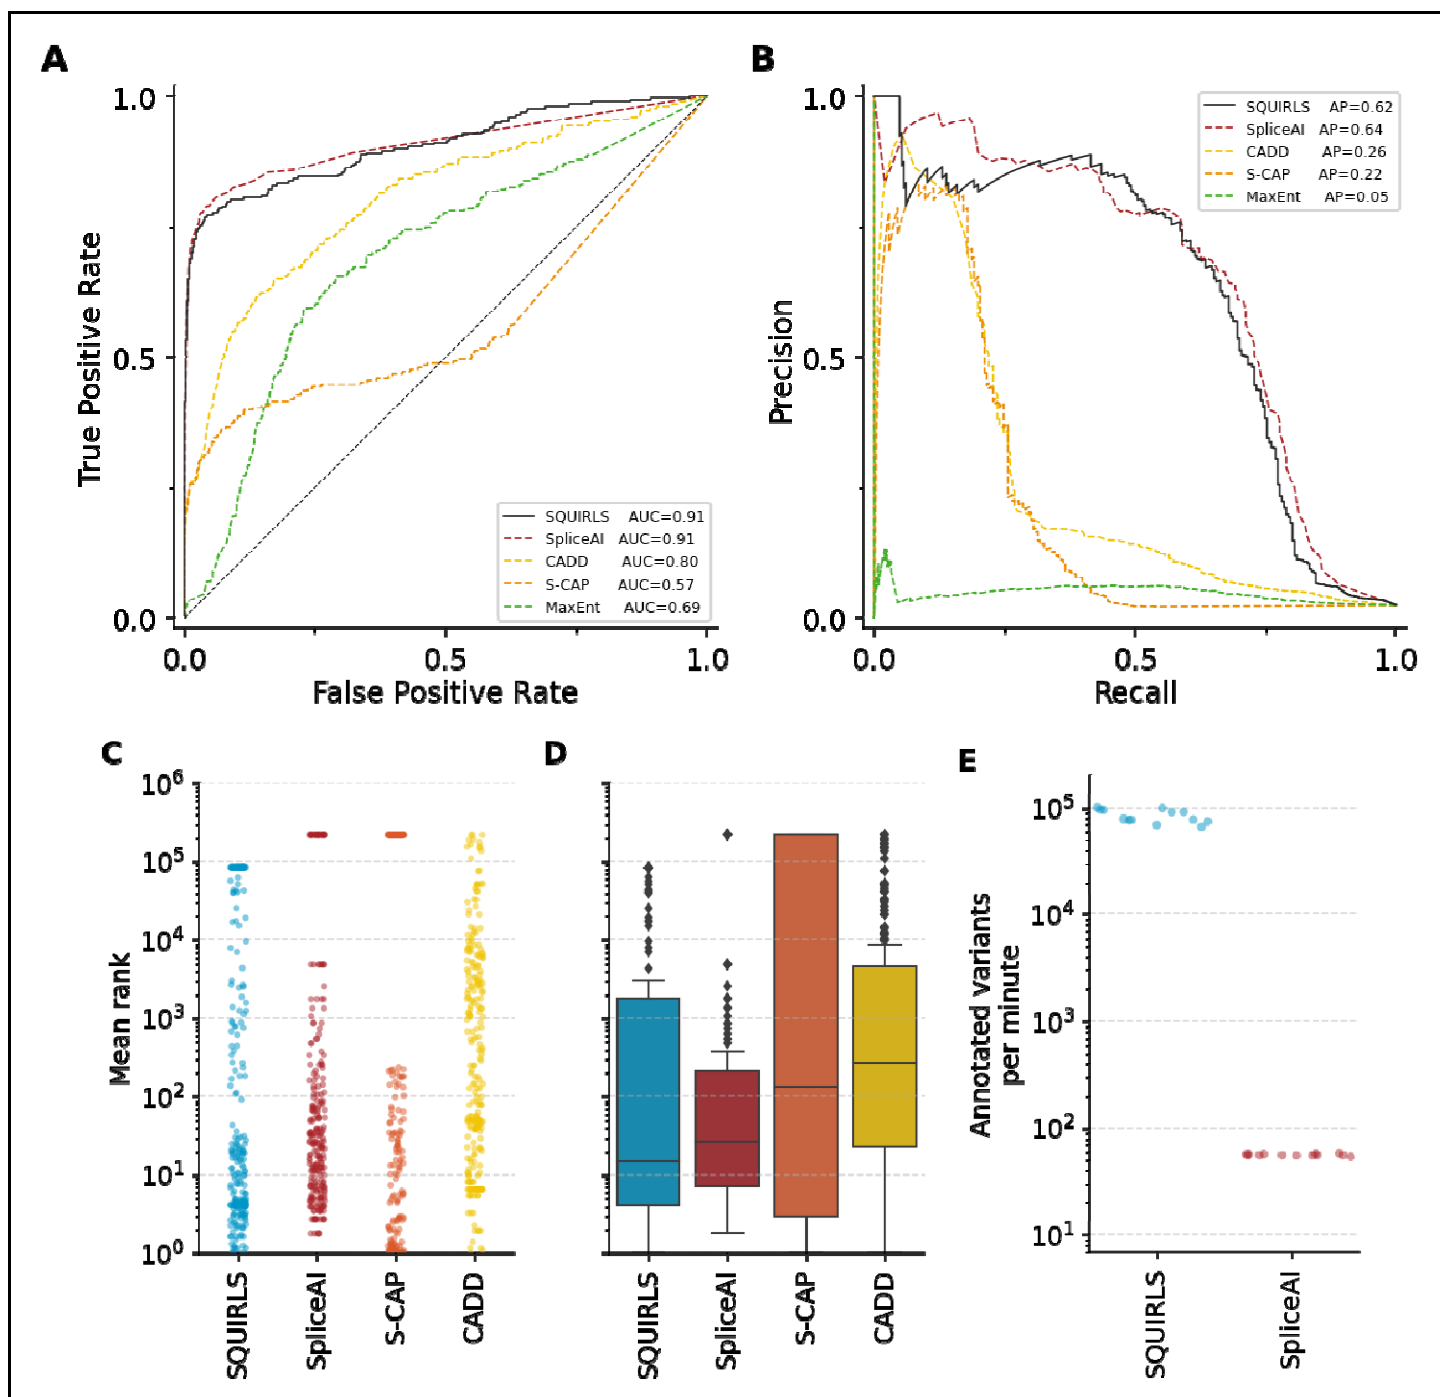 A
1.0
0.5
0.0
True Positive Rate
0.0 0.5 1.0
False Positive Rate
SQUIRLS AUC=0.91
SpliceAI AUC=0.91
CADD AUC=0.80
S-CAP AUC=0.57
MaxEnt AUC=0.69
B
1.0
0.5
0.0
Precision
0.0 0.5 1.0
Recall
SQUIRLS AP=0.62
SpliceAI AP=0.64
CADD AP=0.26
S-CAP AP=0.22
MaxEnt AP=0.05
C
10⁶
10⁵
10⁴
10³
10²
10¹
10⁰
Mean rank
SQUIRLS
SpliceAI
S-CAP
CADD
D
SQUIRLS
SpliceAI
S-CAP
CADD
E
10⁵
10⁴
10³
10²
10¹
Annotated variants
per minute
SQUIRLS
SpliceAI